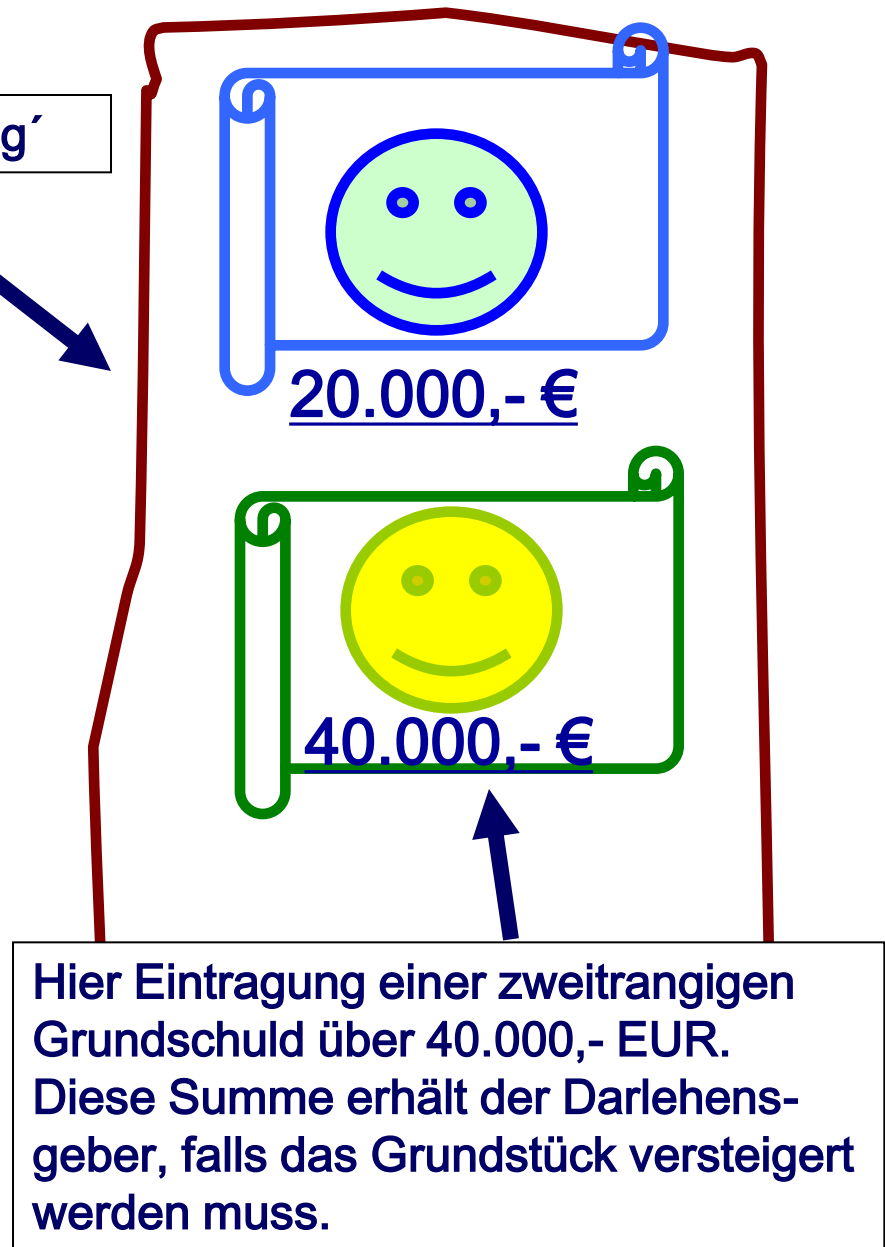 g´
20.000,- €
40.000,- €
Hier Eintragung einer zweitrangigen
Grundschuld über 40.000,- EUR.
Diese Summe erhält der Darlehens-
geber, falls das Grundstück versteigert
werden muss.